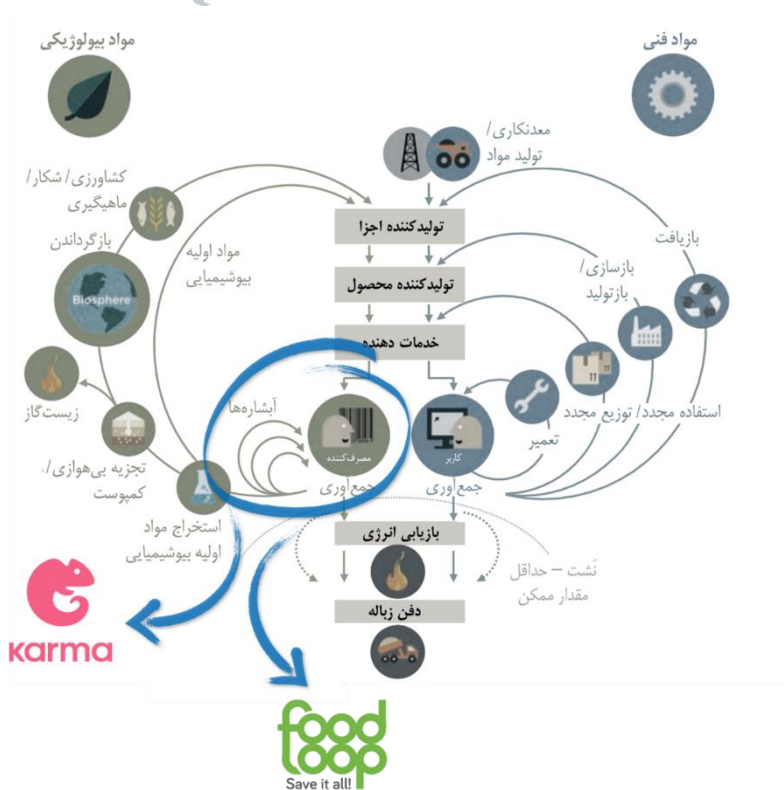 مواد بیولوژیکی
مواد فنی
معدنکاری/
تولید مواد
کشاورزی/ شکار/
ماهیگیری
بازگرداندن
Biosphere
مواد اولیه
بیوشیمیایی
تولیدکننده اجزا
تولیدکننده محصول
خدمات دهنده
بازیافت
بازسازی/
بازتولید
استفاده مجدد/ توزیع مجدد
تعمیر
آبشارها
زیست‌گاز
مصرف‌کننده
کاربر
تجزیه بی‌هوازی/.
کمپوست
جمع‌آوری
جمع‌آوری
استخراج مواد
اولیه بیوشیمیایی
بازیابی انرژی
نَشت – حداقل
مقدار ممکن
دفن زباله
karma
food
loop
Save it all!